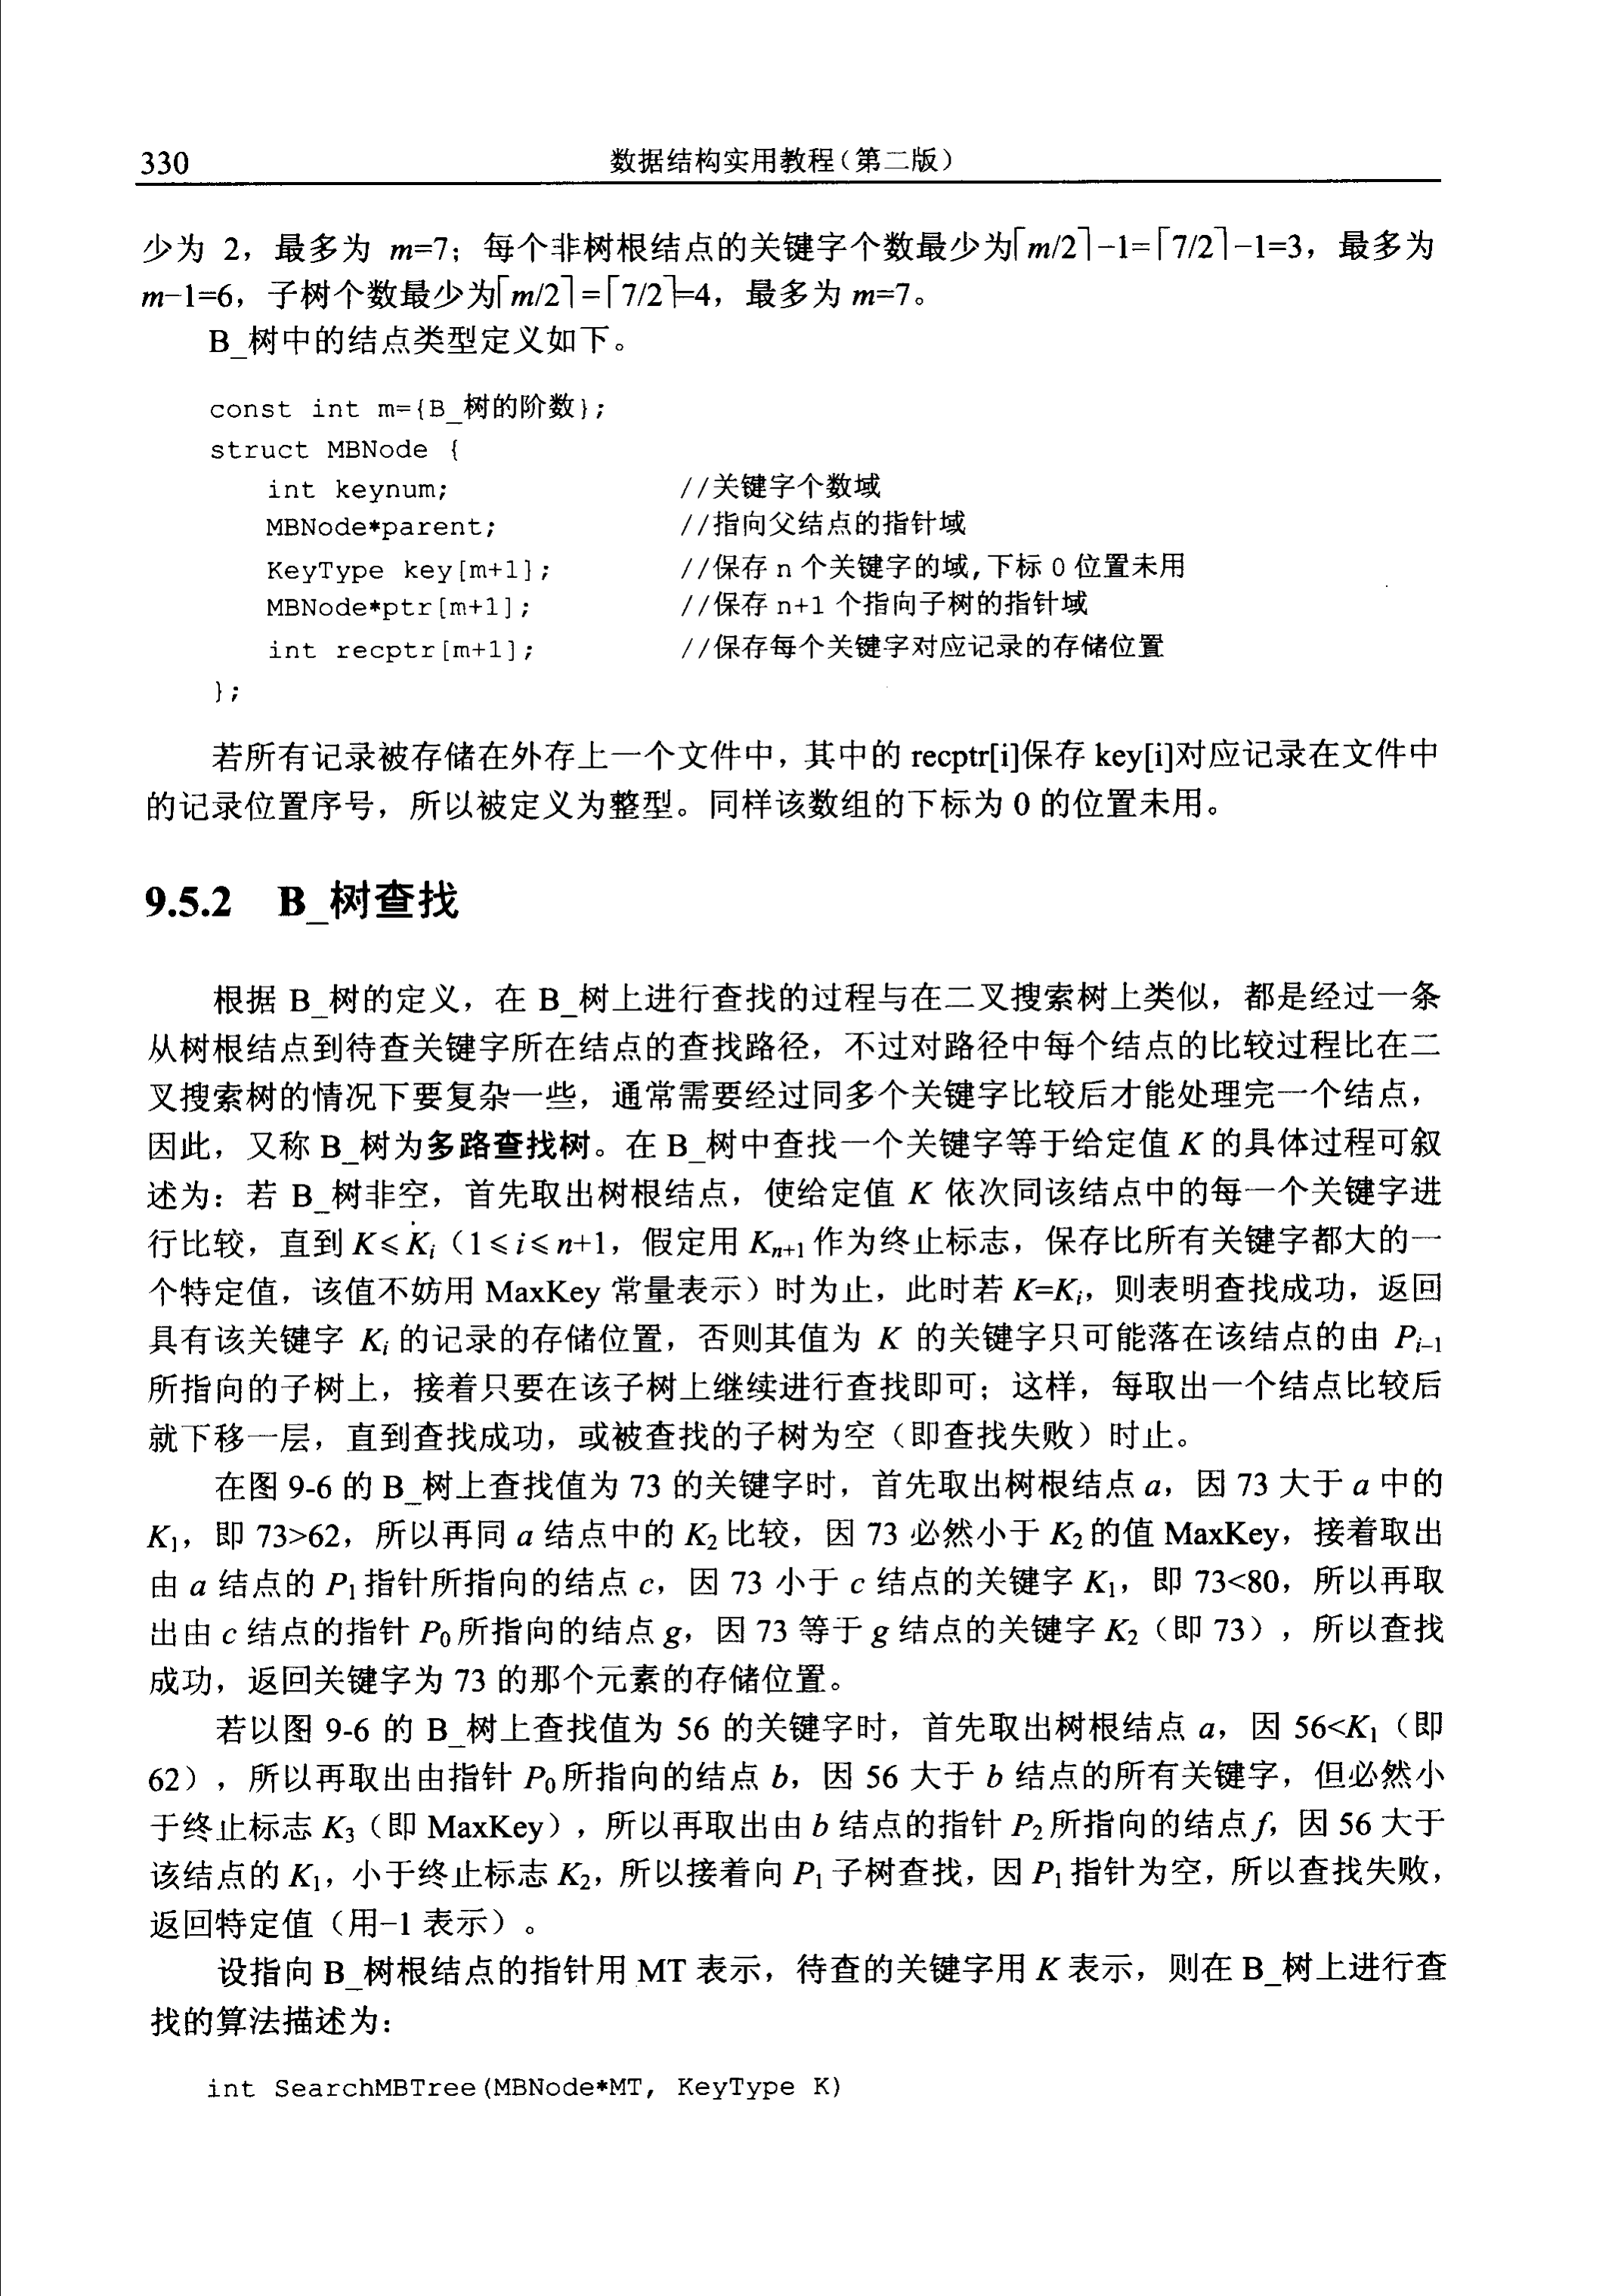 330
数据结构实用教程(第二版)
少为 2，最多为 m=7；每个非树根结点的关键字个数最少为⌈m/2⌉-1=⌈7/2⌉-1=3，最多为
m-1=6，子树个数最少为⌈m/2⌉=⌈7/2⌉=4，最多为 m=7。
B_树中的结点类型定义如下。
const int m={B_树的阶数};
struct MBNode {
int keynum; //关键字个数域
MBNode*parent; //指向父结点的指针域
KeyType key[m+1]; //保存 n 个关键字的域,下标 0 位置未用
MBNode*ptr[m+1]; //保存 n+1 个指向子树的指针域
int recptr[m+1]; //保存每个关键字对应记录的存储位置
};
若所有记录被存储在外存上一个文件中，其中的 recptr[i]保存 key[i]对应记录在文件中
的记录位置序号，所以被定义为整型。同样该数组的下标为 0 的位置未用。
9.5.2 B_树查找
根据 B_树的定义，在 B_树上进行查找的过程与在二叉搜索树上类似，都是经过一条
从树根结点到待查关键字所在结点的查找路径，不过对路径中每个结点的比较过程比在二
叉搜索树的情况下要复杂一些，通常需要经过同多个关键字比较后才能处理完一个结点，
因此，又称 B_树为多路查找树。在 B_树中查找一个关键字等于给定值 K 的具体过程可叙
述为：若 B_树非空，首先取出树根结点，使给定值 K 依次同该结点中的每一个关键字进
行比较，直到 K≤Kᵢ（1≤i≤n+1，假定用 Kₙ₊₁ 作为终止标志，保存比所有关键字都大的一
个特定值，该值不妨用 MaxKey 常量表示）时为止，此时若 K=Kᵢ，则表明查找成功，返回
具有该关键字 Kᵢ 的记录的存储位置，否则其值为 K 的关键字只可能落在该结点的由 Pᵢ₋₁
所指向的子树上，接着只要在该子树上继续进行查找即可；这样，每取出一个结点比较后
就下移一层，直到查找成功，或被查找的子树为空（即查找失败）时止。
在图 9-6 的 B_树上查找值为 73 的关键字时，首先取出树根结点 a，因 73 大于 a 中的
K₁，即 73>62，所以再同 a 结点中的 K₂ 比较，因 73 必然小于 K₂ 的值 MaxKey，接着取出
由 a 结点的 P₁ 指针所指向的结点 c，因 73 小于 c 结点的关键字 K₁，即 73<80，所以再取
出由 c 结点的指针 P₀ 所指向的结点 g，因 73 等于 g 结点的关键字 K₂（即 73），所以查找
成功，返回关键字为 73 的那个元素的存储位置。
若以图 9-6 的 B_树上查找值为 56 的关键字时，首先取出树根结点 a，因 56<K₁（即
62），所以再取出由指针 P₀ 所指向的结点 b，因 56 大于 b 结点的所有关键字，但必然小
于终止标志 K₃（即 MaxKey），所以再取出由 b 结点的指针 P₂ 所指向的结点 f，因 56 大于
该结点的 K₁，小于终止标志 K₂，所以接着向 P₁ 子树查找，因 P₁ 指针为空，所以查找失败，
返回特定值（用-1 表示）。
设指向 B_树根结点的指针用 MT 表示，待查的关键字用 K 表示，则在 B_树上进行查
找的算法描述为：
int SearchMBTree(MBNode*MT, KeyType K)